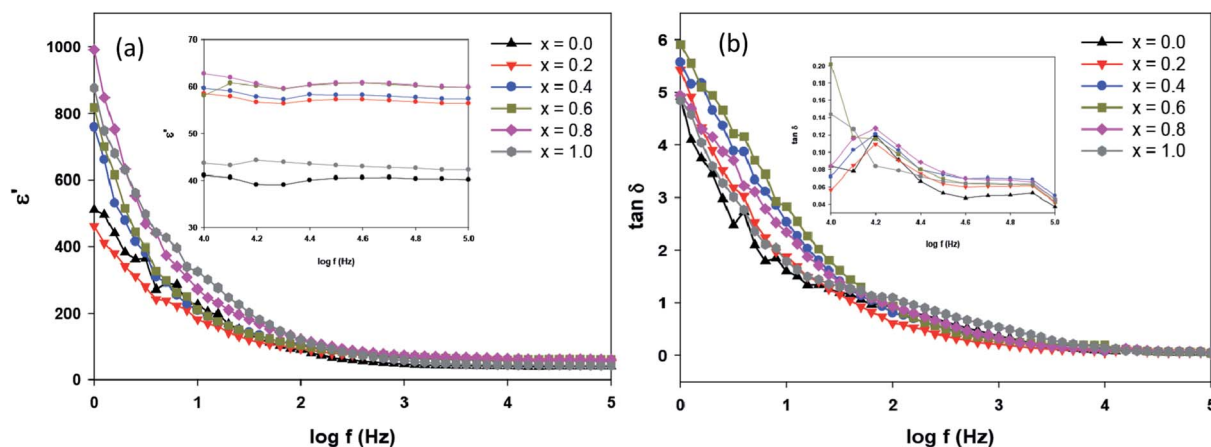 (a)
ε'
1000
800
600
400
200
0
0 1 2 3 4 5
log f (Hz)
x = 0.0
x = 0.2
x = 0.4
x = 0.6
x = 0.8
x = 1.0
ε'
70
60
50
40
30
4.0 4.2 4.4 4.6 4.8 5.0
log f (Hz)
(b)
tan δ
6
5
4
3
2
1
0
0 1 2 3 4 5
log f (Hz)
x = 0.0
x = 0.2
x = 0.4
x = 0.6
x = 0.8
x = 1.0
tan δ
0.20
0.18
0.16
0.14
0.12
0.10
0.08
0.06
0.04
4.0 4.2 4.4 4.6 4.8 5.0
log f (Hz)